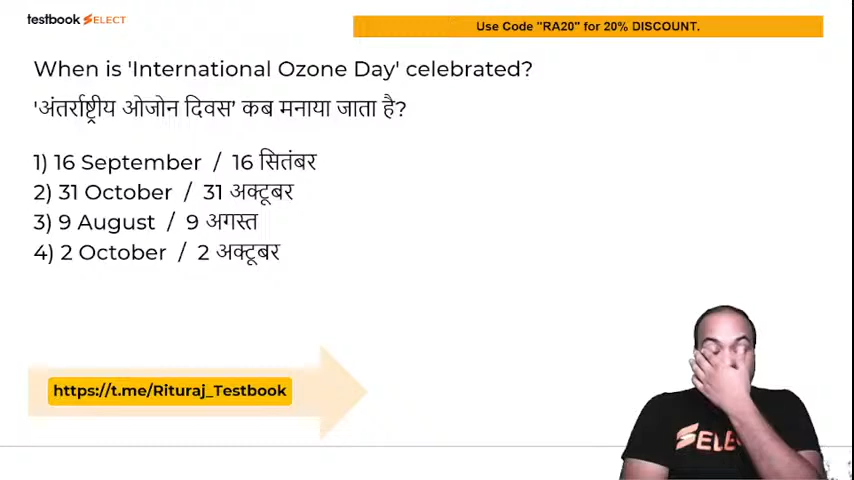 testbook SELECT
Use Code "RA20" for 20% DISCOUNT.
When is 'International Ozone Day' celebrated?
'अंतर्राष्ट्रीय ओजोन दिवस' कब मनाया जाता है?
1) 16 September / 16 सितंबर
2) 31 October / 31 अक्टूबर
3) 9 August / 9 अगस्त
4) 2 October / 2 अक्टूबर
https://t.me/Rituraj_Testbook